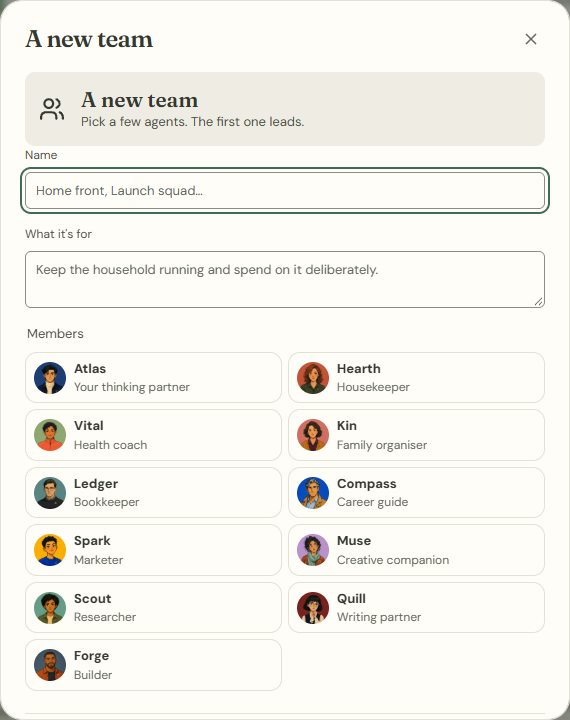 A new team
A new team
Pick a few agents. The first one leads.
Name
Home front, Launch squad…
What it's for
Keep the household running and spend on it deliberately.
Members
Atlas
Your thinking partner
Hearth
Housekeeper
Vital
Health coach
Kin
Family organiser
Ledger
Bookkeeper
Compass
Career guide
Spark
Marketer
Muse
Creative companion
Scout
Researcher
Quill
Writing partner
Forge
Builder